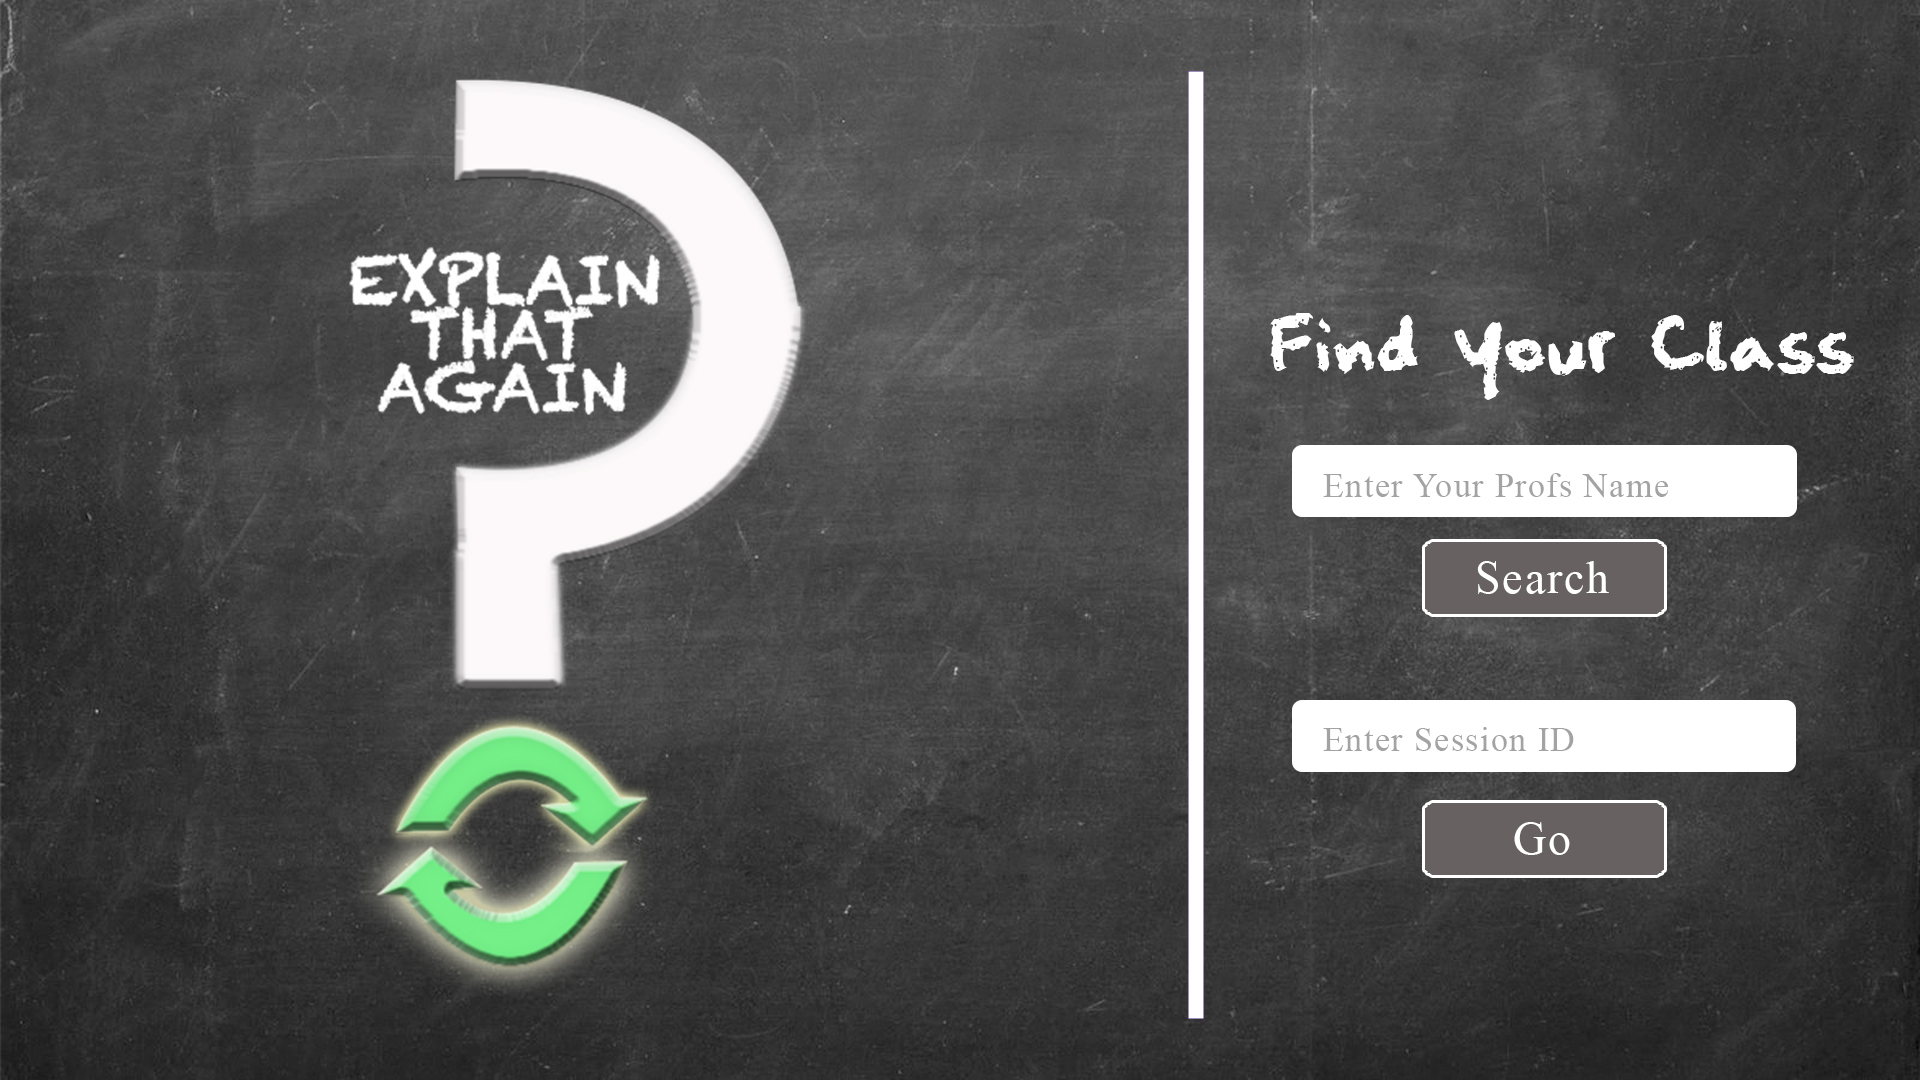 EXPLAIN
THAT
AGAIN
Find Your Class
Enter Your Profs Name
Search
Enter Session ID
Go